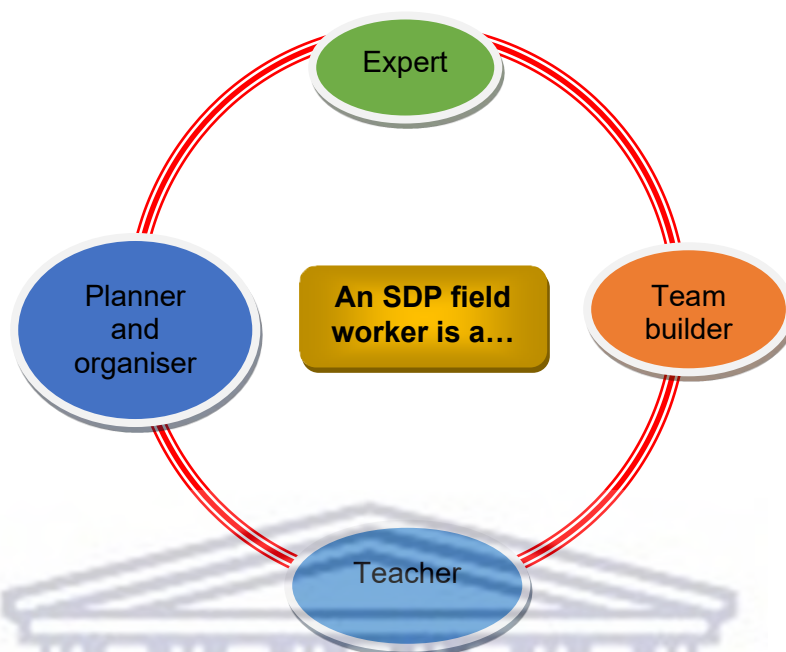 Expert
Planner
and
organiser
An SDP field
worker is a…
Team
builder
Teacher